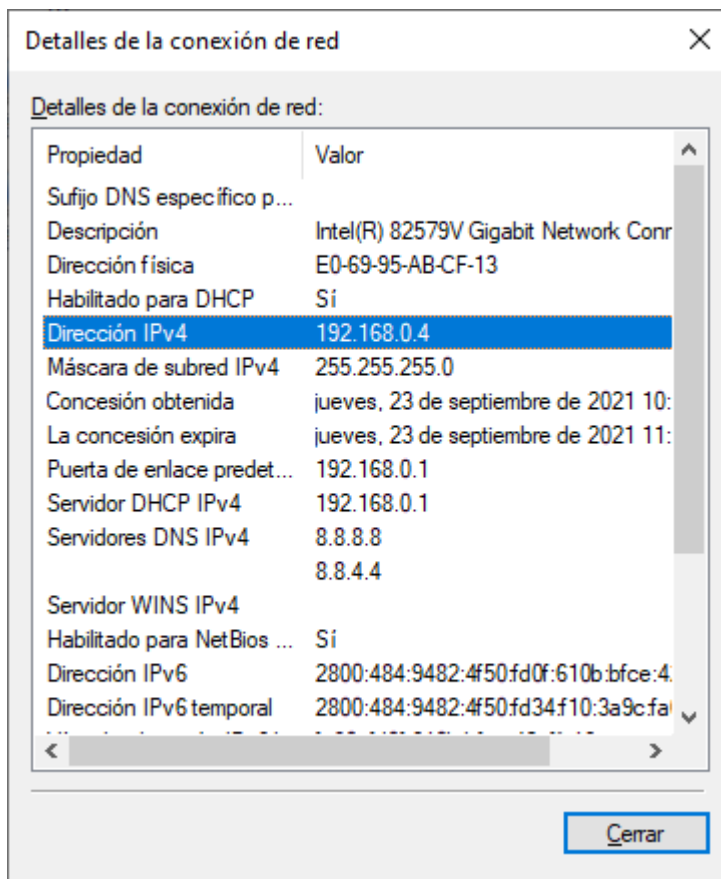 Detalles de la conexión de red
Detalles de la conexión de red:
Propiedad Valor
Sufijo DNS específico p...
Descripción Intel(R) 82579V Gigabit Network Conr
Dirección física E0-69-95-AB-CF-13
Habilitado para DHCP Sí
Dirección IPv4 192.168.0.4
Máscara de subred IPv4 255.255.255.0
Concesión obtenida jueves, 23 de septiembre de 2021 10:
La concesión expira jueves, 23 de septiembre de 2021 11:
Puerta de enlace predet... 192.168.0.1
Servidor DHCP IPv4 192.168.0.1
Servidores DNS IPv4 8.8.8.8
8.8.4.4
Servidor WINS IPv4
Habilitado para NetBios ... Sí
Dirección IPv6 2800:484:9482:4f50:fd0f:610b:bfce:4
Dirección IPv6 temporal 2800:484:9482:4f50:fd34:f10:3a9c:fa
Cerrar